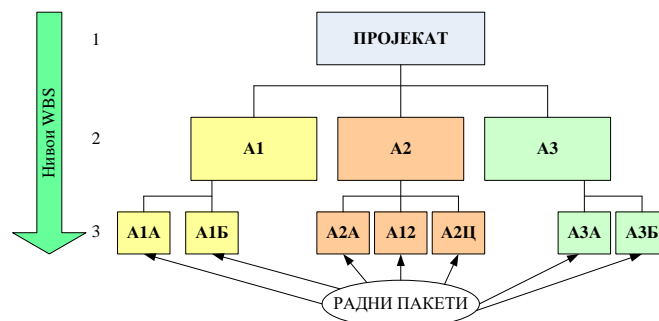 1
ПРОЈЕКАТ
Нивои WBS
2
А1
А2
А3
3
А1А
А1Б
А2А
А12
А2Ц
А3А
А3Б
РАДНИ ПАКЕТИ